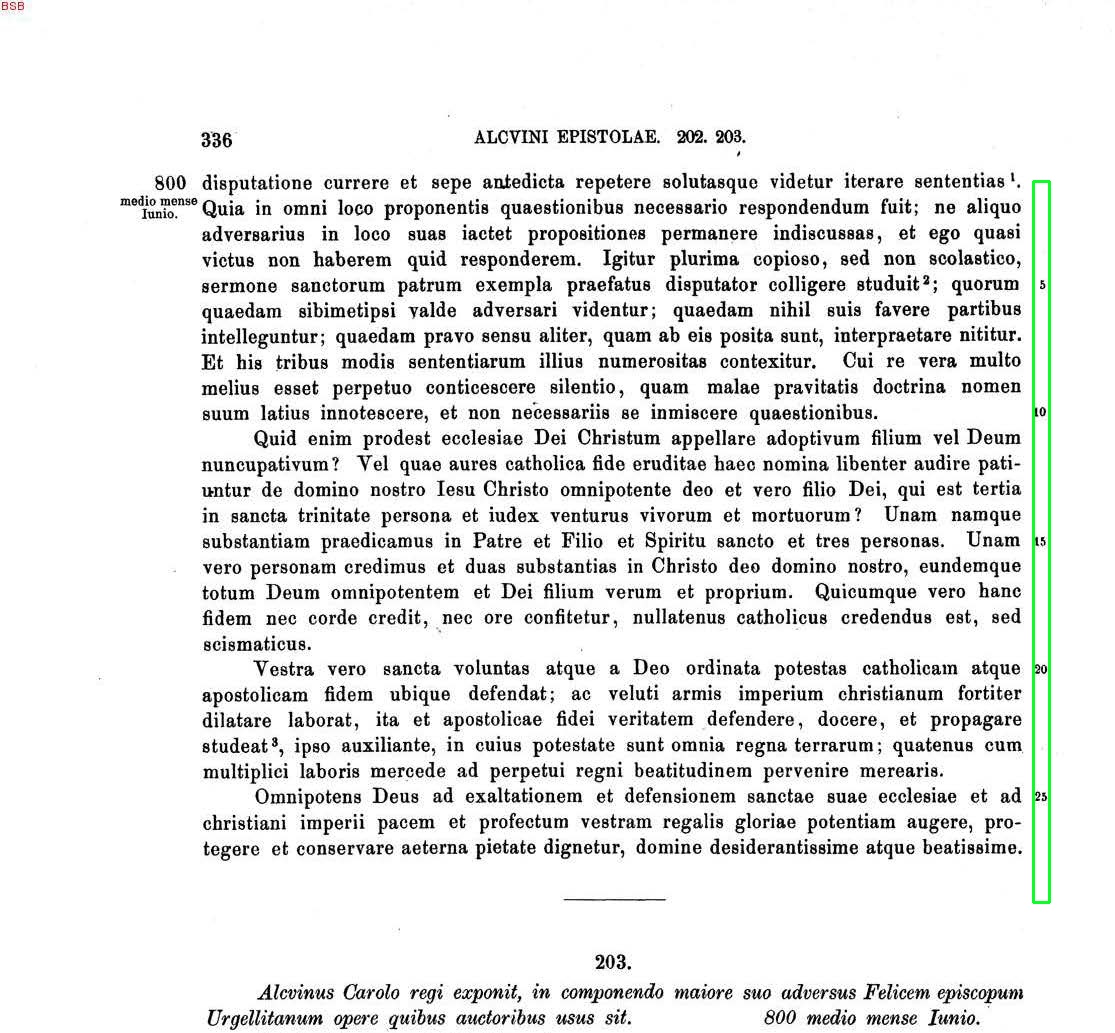 BSB
336 ALCVINI EPISTOLAE. 202. 203.
800 disputatione currere et sepe antedicta repetere solutasque videtur iterare sententias¹.
medio mense Iunio. Quia in omni loco proponentis quaestionibus necessario respondendum fuit; ne aliquo
adversarius in loco suas iactet propositiones permanere indiscussas, et ego quasi
victus non haberem quid responderem. Igitur plurima copioso, sed non scolastico,
sermone sanctorum patrum exempla praefatus disputator colligere studuit²; quorum 5
quaedam sibimetipsi valde adversari videntur; quaedam nihil suis favere partibus
intelleguntur; quaedam pravo sensu aliter, quam ab eis posita sunt, interpraetare nititur.
Et his tribus modis sententiarum illius numerositas contexitur. Cui re vera multo
melius esset perpetuo conticescere silentio, quam malae pravitatis doctrina nomen
suum latius innotescere, et non necessariis se inmiscere quaestionibus. 10
Quid enim prodest ecclesiae Dei Christum appellare adoptivum filium vel Deum
nuncupativum? Vel quae aures catholica fide eruditae haec nomina libenter audire pati-
untur de domino nostro Iesu Christo omnipotente deo et vero filio Dei, qui est tertia
in sancta trinitate persona et iudex venturus vivorum et mortuorum? Unam namque
substantiam praedicamus in Patre et Filio et Spiritu sancto et tres personas. Unam 15
vero personam credimus et duas substantias in Christo deo domino nostro, eundemque
totum Deum omnipotentem et Dei filium verum et proprium. Quicumque vero hanc
fidem nec corde credit, nec ore confitetur, nullatenus catholicus credendus est, sed
scismaticus.
Vestra vero sancta voluntas atque a Deo ordinata potestas catholicam atque 20
apostolicam fidem ubique defendat; ac veluti armis imperium christianum fortiter
dilatare laborat, ita et apostolicae fidei veritatem defendere, docere, et propagare
studeat³, ipso auxiliante, in cuius potestate sunt omnia regna terrarum; quatenus cum
multiplici laboris mercede ad perpetui regni beatitudinem pervenire merearis.
Omnipotens Deus ad exaltationem et defensionem sanctae suae ecclesiae et ad 25
christiani imperii pacem et profectum vestram regalis gloriae potentiam augere, pro-
tegere et conservare aeterna pietate dignetur, domine desiderantissime atque beatissime.
203.
Alcvinus Carolo regi exponit, in componendo maiore suo adversus Felicem episcopum
Urgellitanum opere quibus auctoribus usus sit. 800 medio mense Iunio.